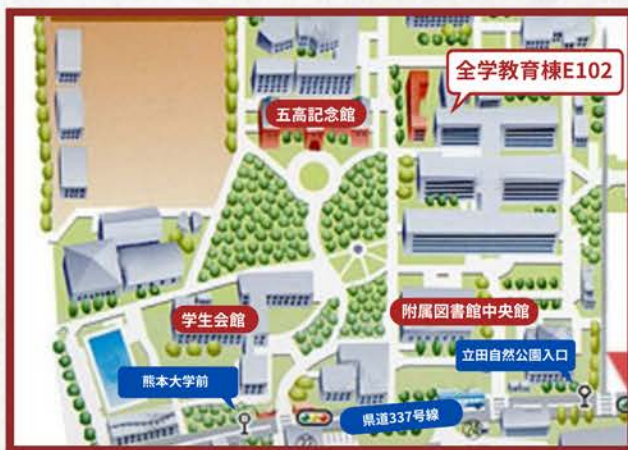 全学教育棟E102
五高記念館
学生会館
附属図書館中央館
立田自然公園入口
熊本大学前
県道337号線